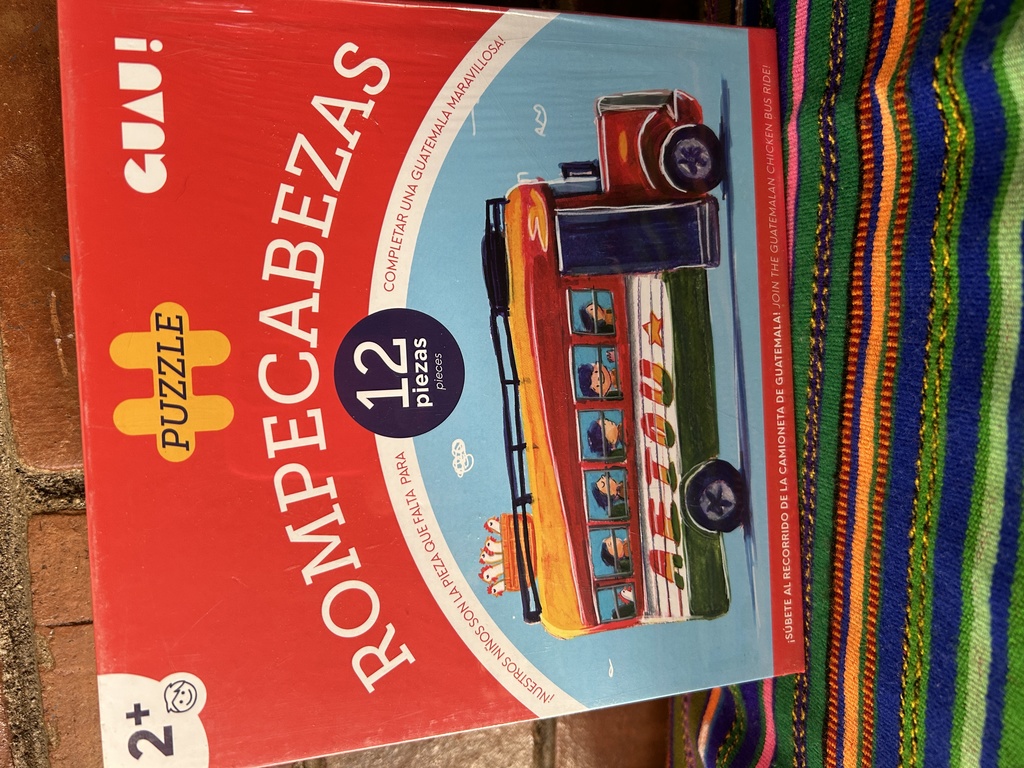 2+
PUZZLE
GUAU!
ROMPECABEZAS
¡NUESTROS NIÑOS SON LA PIEZA QUE FALTA PARA
COMPLETAR UNA GUATEMALA MARAVILLOSA!
12
piezas
pieces
¡SÚBETE AL RECORRIDO DE LA CAMIONETA DE GUATEMALA! JOIN THE GUATEMALAN CHICKEN BUS RIDE!